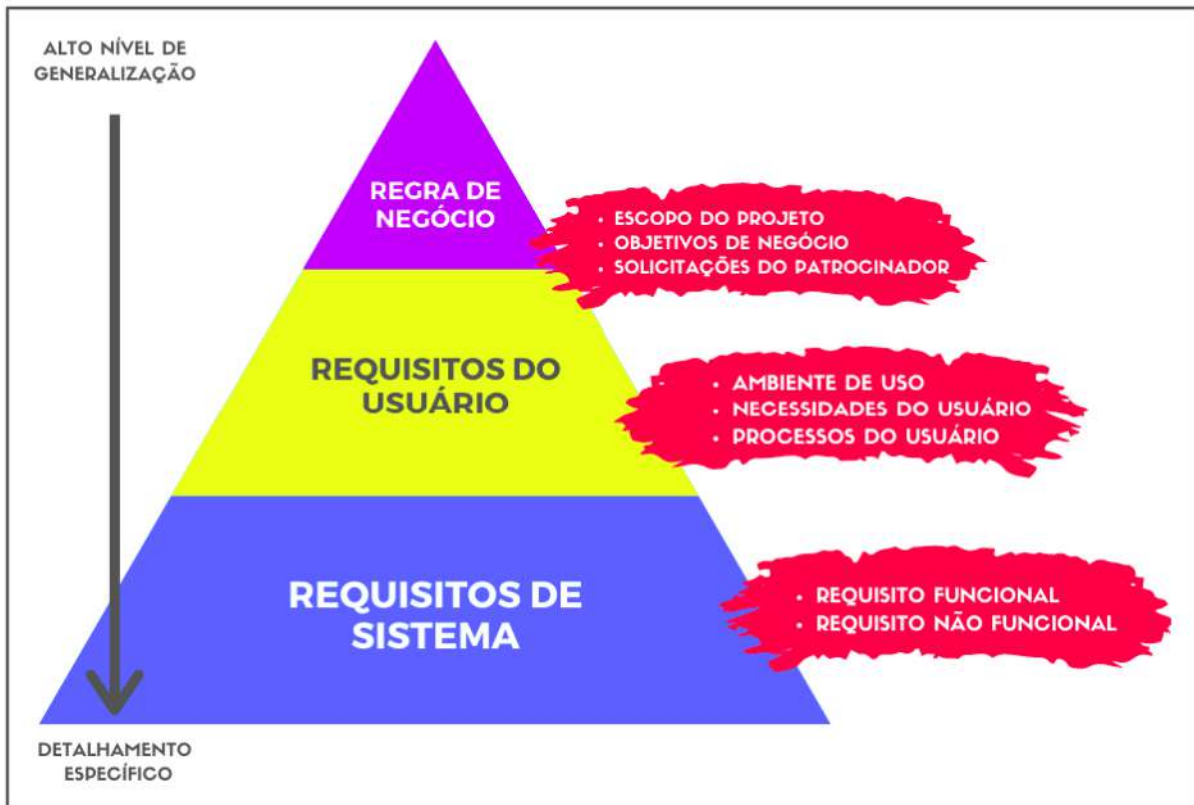 ALTO NÍVEL DE
GENERALIZAÇÃO
REGRA DE
NEGÓCIO
• ESCOPO DO PROJETO
• OBJETIVOS DE NEGÓCIO
• SOLICITAÇÕES DO PATROCINADOR
REQUISITOS DO
USUÁRIO
• AMBIENTE DE USO
• NECESSIDADES DO USUÁRIO
• PROCESSOS DO USUÁRIO
REQUISITOS DE
SISTEMA
• REQUISITO FUNCIONAL
• REQUISITO NÃO FUNCIONAL
DETALHAMENTO
ESPECÍFICO